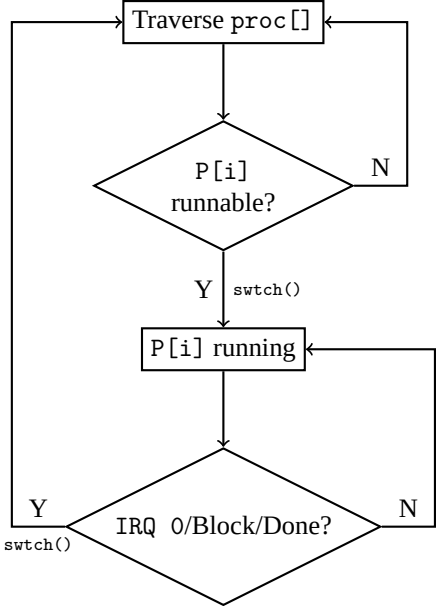 Traverse proc[]
P[i]
runnable?
N
Y
swtch()
P[i] running
IRQ 0/Block/Done?
Y
swtch()
N